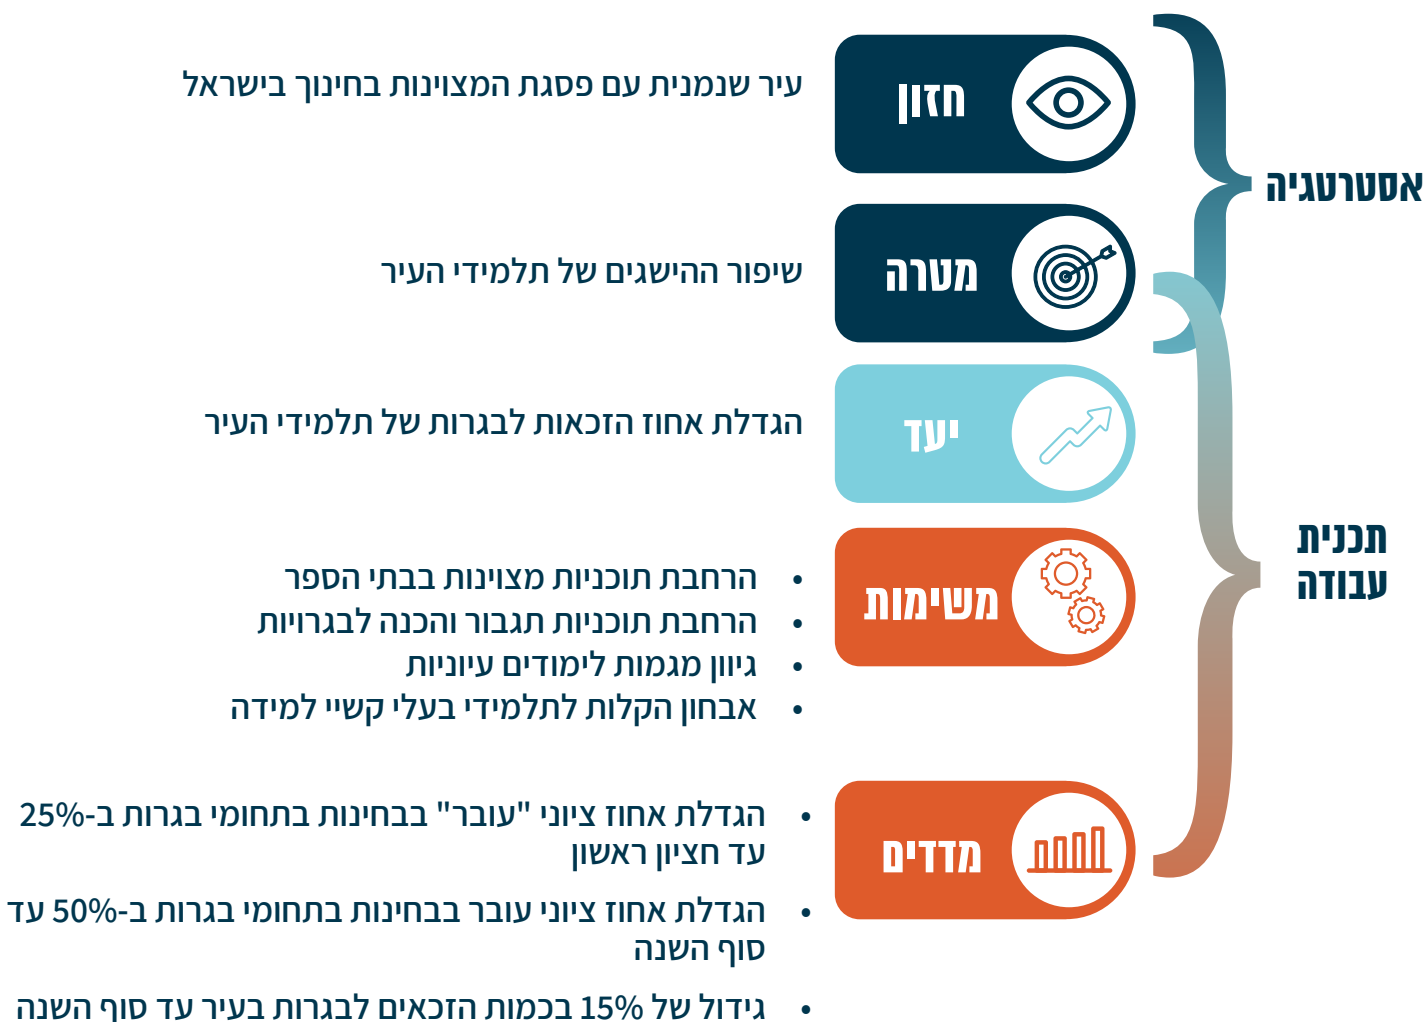 אסטרטגיה
חזון
עיר שנמנית עם פסגת המצוינות בחינוך בישראל
מטרה
שיפור ההישגים של תלמידי העיר
תכנית
עבודה
יעד
הגדלת אחוז הזכאות לבגרות של תלמידי העיר
משימות
• הרחבת תוכניות מצוינות בבתי הספר
• הרחבת תוכניות תגבור והכנה לבגרויות
• גיוון מגמות לימודים עיוניות
• אבחון הקלות לתלמידי בעלי קשיי למידה
מדדים
• הגדלת אחוז ציוני "עובר" בבחינות בתחומי בגרות ב-25%
עד חציון ראשון
• הגדלת אחוז ציוני עובר בבחינות בתחומי בגרות ב-50% עד
סוף השנה
• גידול של 15% בכמות הזכאים לבגרות בעיר עד סוף השנה